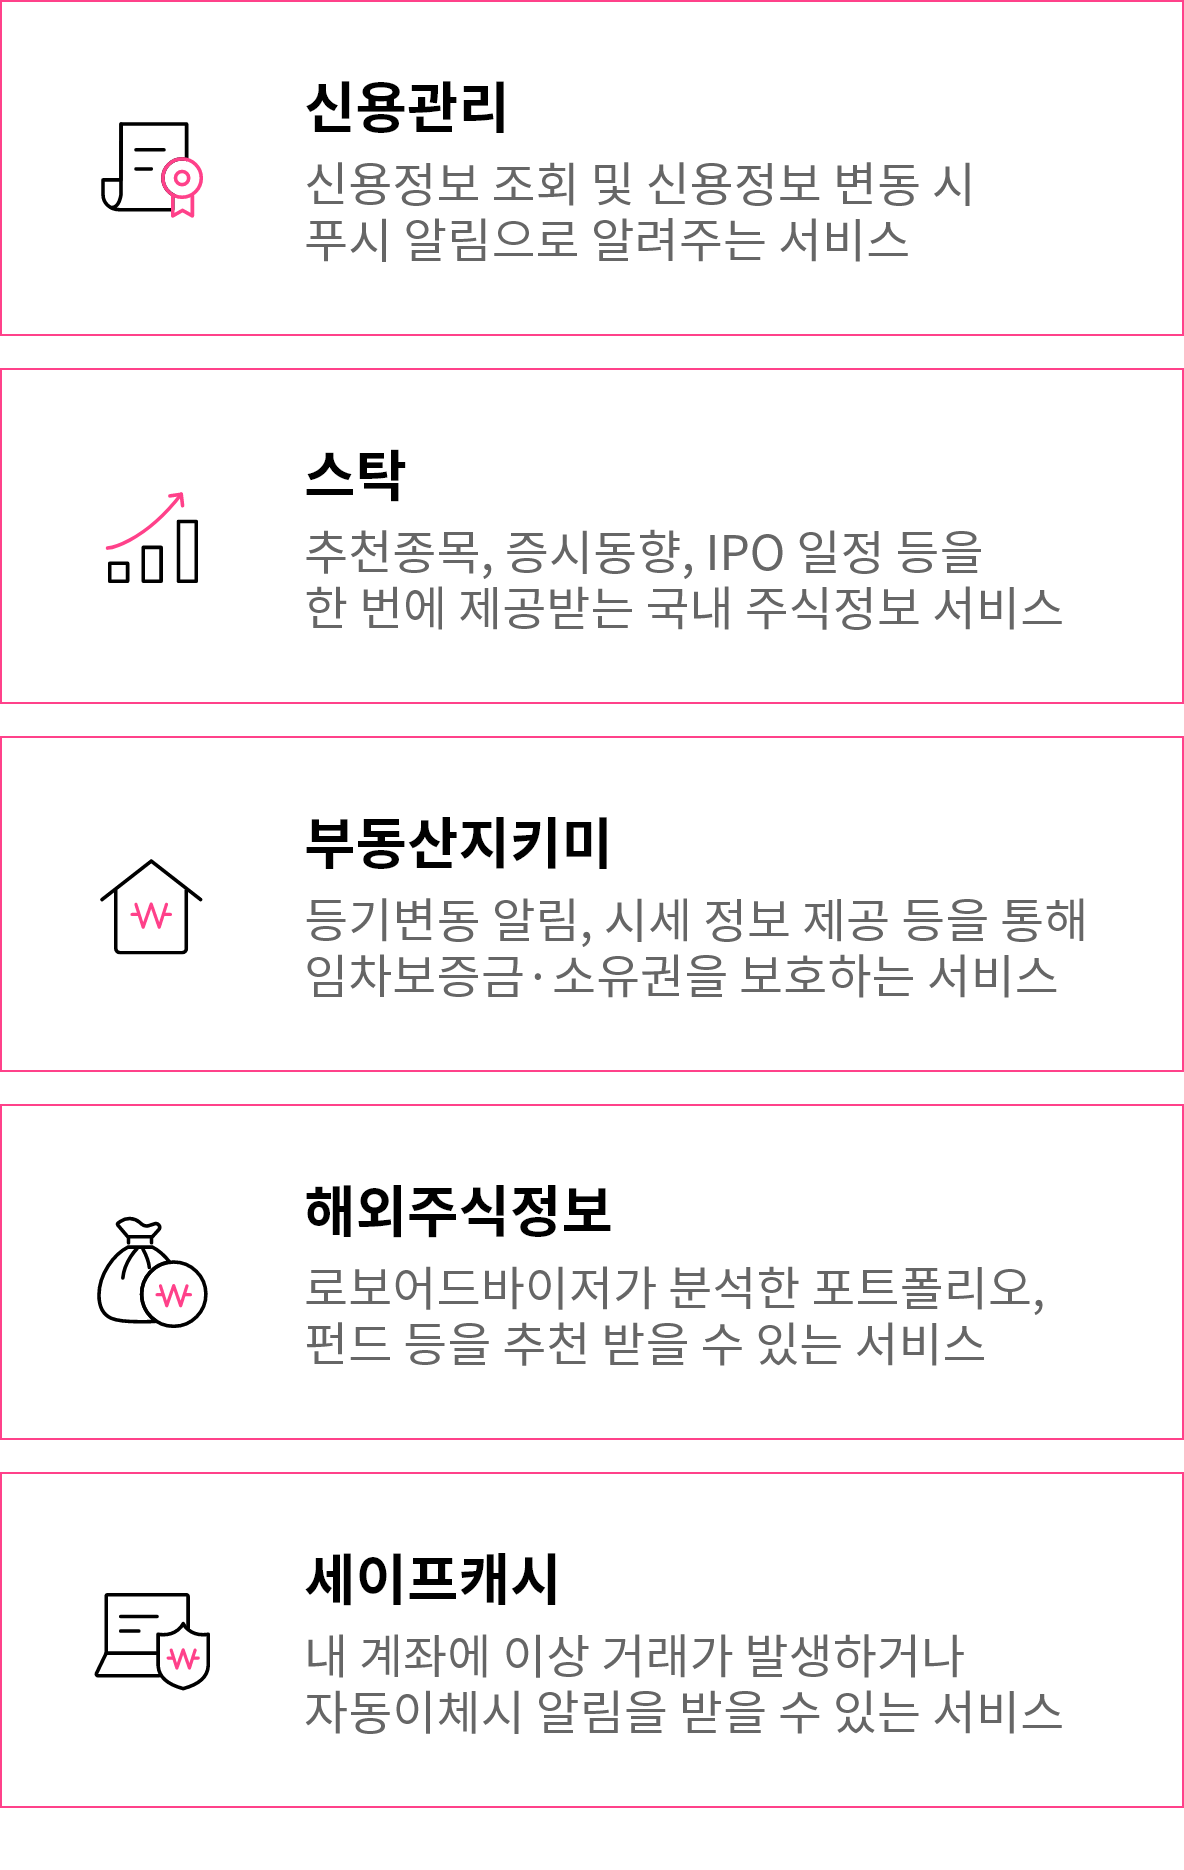 신용관리
신용정보 조회 및 신용정보 변동 시
푸시 알림으로 알려주는 서비스
스탁
추천종목, 증시동향, IPO 일정 등을
한 번에 제공받는 국내 주식정보 서비스
부동산지키미
등기변동 알림, 시세 정보 제공 등을 통해
임차보증금·소유권을 보호하는 서비스
해외주식정보
로보어드바이저가 분석한 포트폴리오,
펀드 등을 추천 받을 수 있는 서비스
세이프캐시
내 계좌에 이상 거래가 발생하거나
자동이체시 알림을 받을 수 있는 서비스